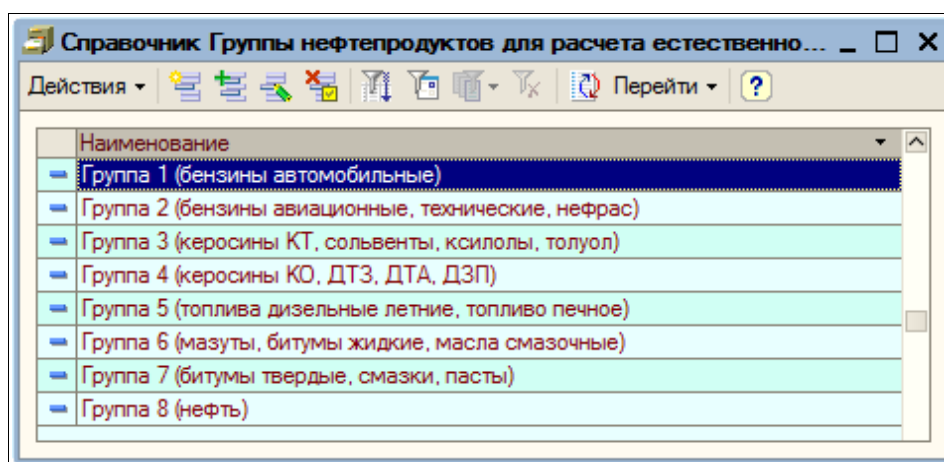 Справочник Группы нефтепродуктов для расчета естественно...
Действия Перейти ?
Наименование
Группа 1 (бензины автомобильные)
Группа 2 (бензины авиационные, технические, нефрас)
Группа 3 (керосины КТ, сольвенты, ксилолы, толуол)
Группа 4 (керосины КО, ДТЗ, ДТА, ДЗП)
Группа 5 (топлива дизельные летние, топливо печное)
Группа 6 (мазуты, битумы жидкие, масла смазочные)
Группа 7 (битумы твердые, смазки, пасты)
Группа 8 (нефть)